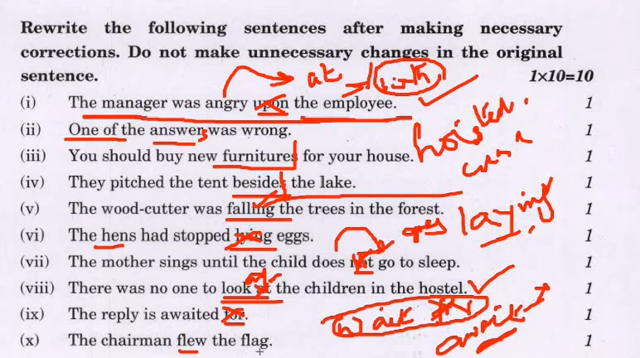 Rewrite the following sentences after making necessary
corrections. Do not make unnecessary changes in the original
sentence. 1×10=10
at with
(i) The manager was angry upon the employee. 1
(ii) One of the answers was wrong. 1
hoisted
(iii) You should buy new furnitures for your house. 1
(iv) They pitched the tent besides the lake. 1
(v) The wood-cutter was falling the trees in the forest. 1
laying
(vi) The hens had stopped lying eggs. 1
(vii) The mother sings until the child does not go to sleep. 1
(viii) There was no one to look at the children in the hostel. 1
(ix) The reply is awaited for. 1
(x) The chairman flew the flag. 1